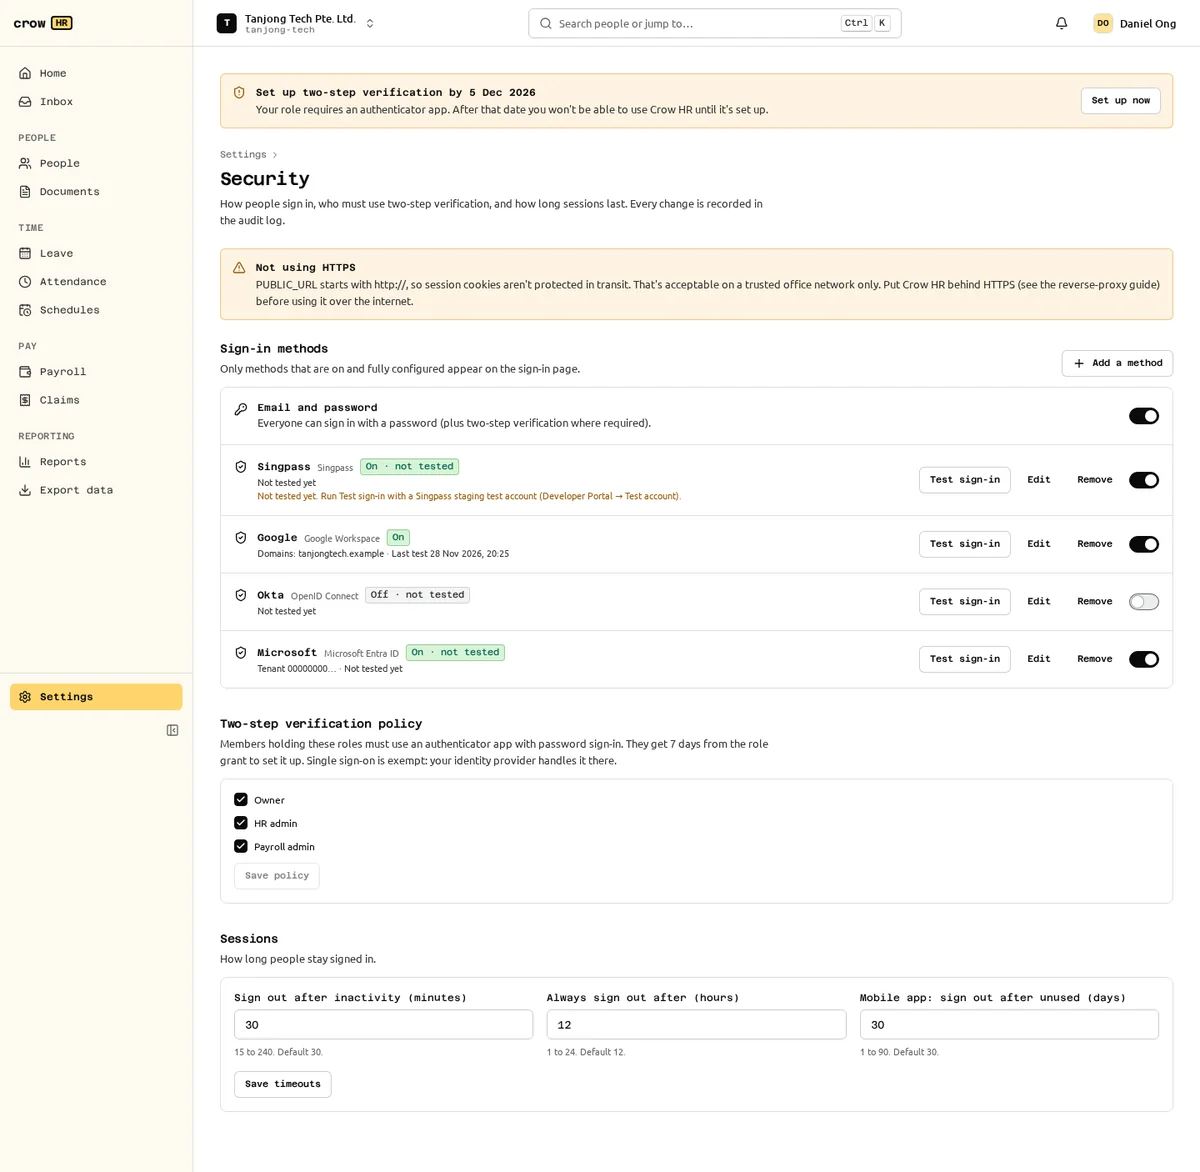 crow HR
Tanjong Tech Pte. Ltd.
tanjong-tech
T
Search people or jump to…
Ctrl K
DO Daniel Ong
Home
Inbox
PEOPLE
People
Documents
TIME
Leave
Attendance
Schedules
PAY
Payroll
Claims
REPORTING
Reports
Export data
Settings
Set up two-step verification by 5 Dec 2026
Your role requires an authenticator app. After that date you won't be able to use Crow HR until it's set up.
Set up now
Settings >
Security
How people sign in, who must use two-step verification, and how long sessions last. Every change is recorded in
the audit log.
Not using HTTPS
PUBLIC_URL starts with http://, so session cookies aren't protected in transit. That's acceptable on a trusted office network only. Put Crow HR behind HTTPS (see the reverse-proxy guide)
before using it over the internet.
Sign-in methods
Only methods that are on and fully configured appear on the sign-in page.
+ Add a method
Email and password
Everyone can sign in with a password (plus two-step verification where required).
Singpass Singpass On · not tested
Not tested yet
Not tested yet. Run Test sign-in with a Singpass staging test account (Developer Portal → Test account).
Test sign-in Edit Remove
Google Google Workspace On
Domains: tanjongtech.example · Last test 28 Nov 2026, 20:25
Test sign-in Edit Remove
Okta OpenID Connect Off · not tested
Not tested yet
Test sign-in Edit Remove
Microsoft Microsoft Entra ID On · not tested
Tenant 00000000… · Not tested yet
Test sign-in Edit Remove
Two-step verification policy
Members holding these roles must use an authenticator app with password sign-in. They get 7 days from the role
grant to set it up. Single sign-on is exempt: your identity provider handles it there.
Owner
HR admin
Payroll admin
Save policy
Sessions
How long people stay signed in.
Sign out after inactivity (minutes)
30
15 to 240. Default 30.
Always sign out after (hours)
12
1 to 24. Default 12.
Mobile app: sign out after unused (days)
30
1 to 90. Default 30.
Save timeouts